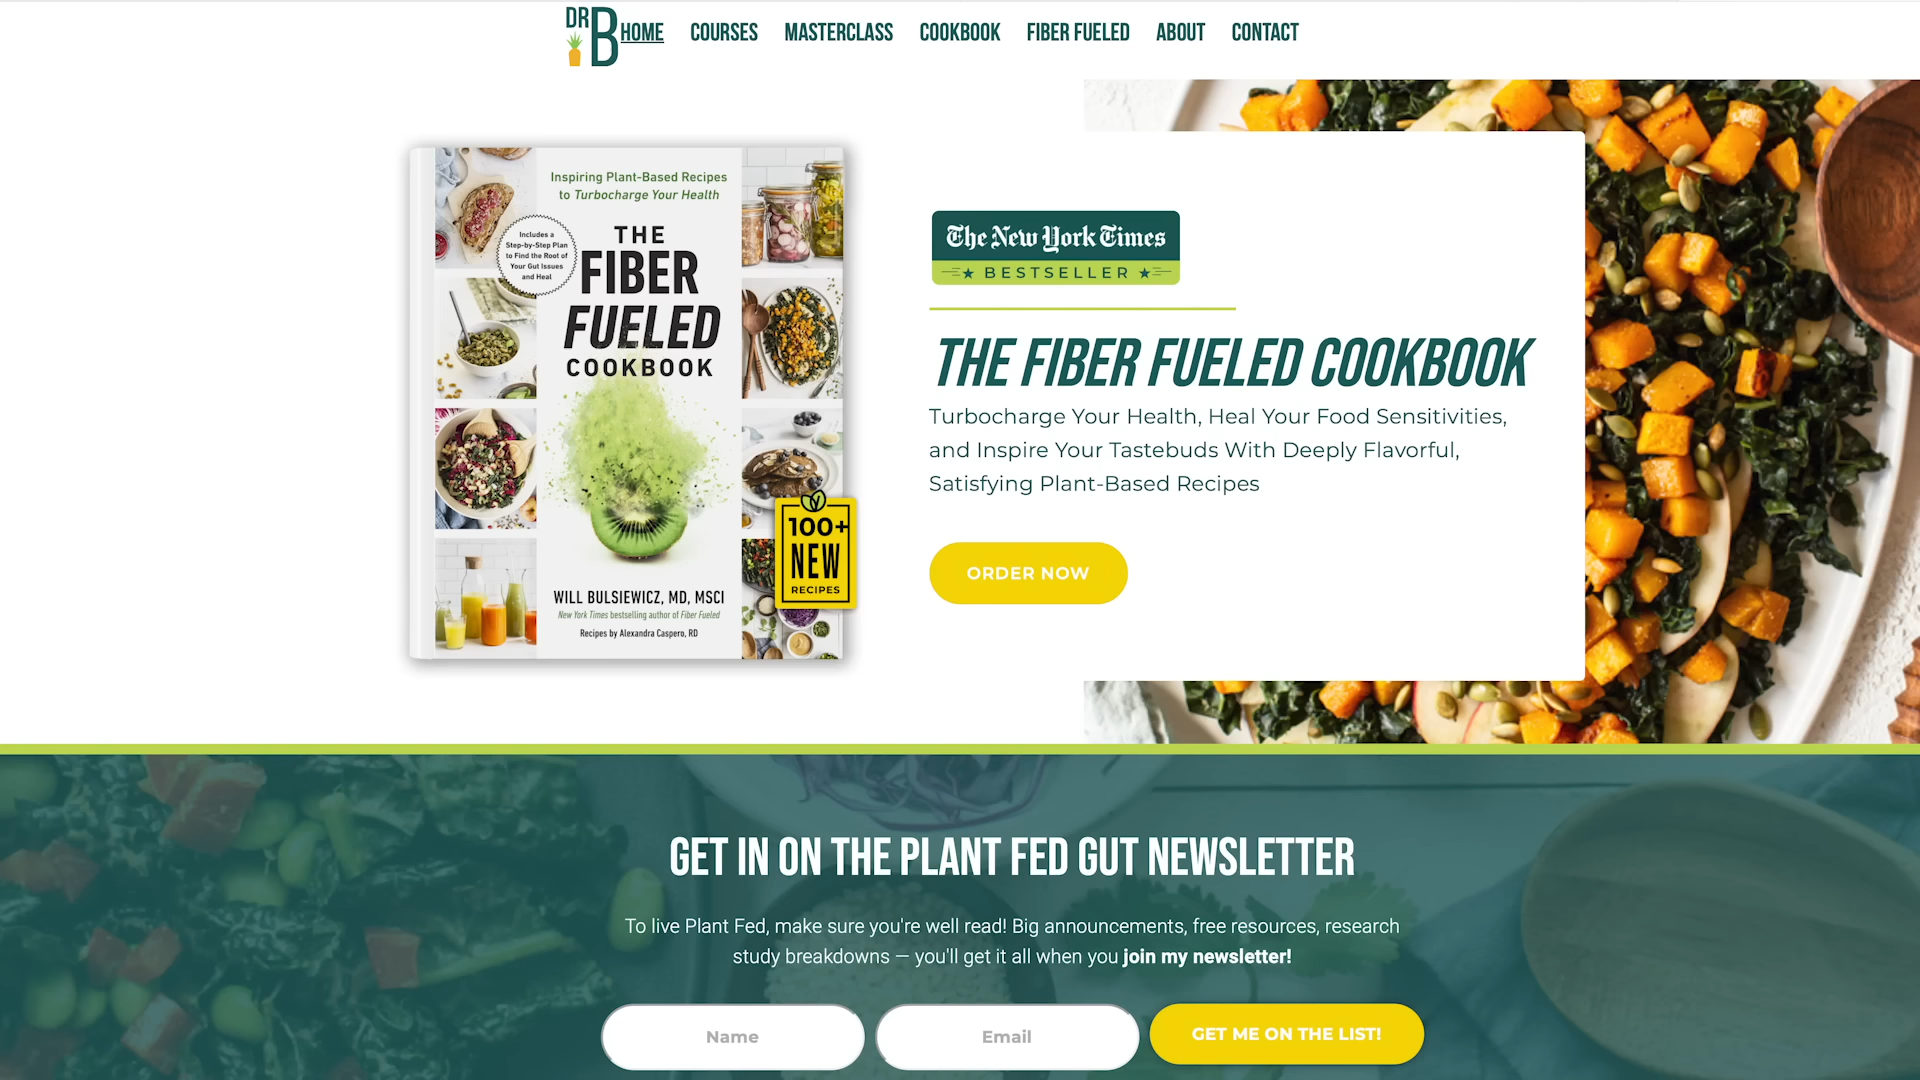 DR B
HOME
COURSES
MASTERCLASS
COOKBOOK
FIBER FUELED
ABOUT
CONTACT
Inspiring Plant-Based Recipes
to Turbocharge Your Health
Includes a
Step-by-Step Plan
to Find the Root of
Your Gut Issues
and Heal
THE
FIBER
FUELED
COOKBOOK
100+
NEW
RECIPES
WILL BULSIEWICZ, MD, MSCI
New York Times bestselling author of Fiber Fueled
Recipes by Alexandra Caspero, RD
The New York Times
BESTSELLER
THE FIBER FUELED COOKBOOK
Turbocharge Your Health, Heal Your Food Sensitivities,
and Inspire Your Tastebuds With Deeply Flavorful,
Satisfying Plant-Based Recipes
ORDER NOW
GET IN ON THE PLANT FED GUT NEWSLETTER
To live Plant Fed, make sure you're well read! Big announcements, free resources, research
study breakdowns — you'll get it all when you join my newsletter!
Name
Email
GET ME ON THE LIST!